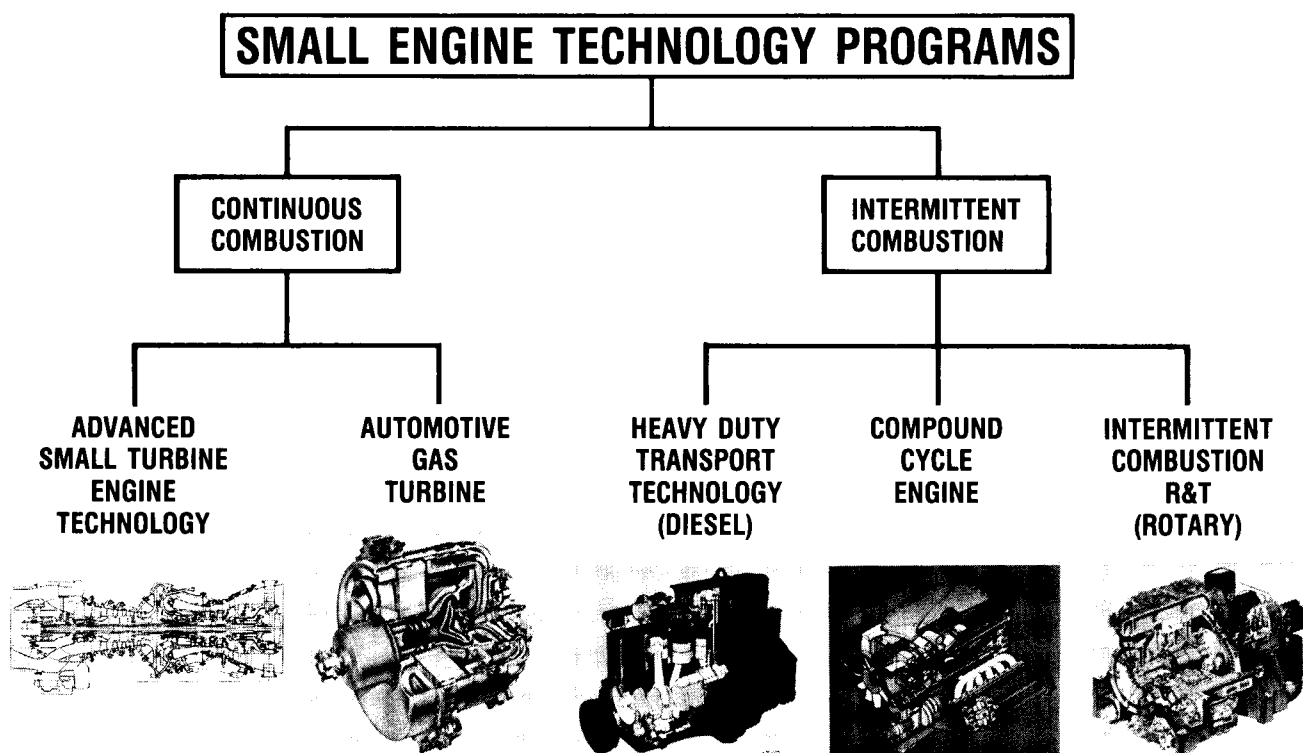 SMALL ENGINE TECHNOLOGY PROGRAMS
CONTINUOUS
COMBUSTION
INTERMITTENT
COMBUSTION
ADVANCED
SMALL TURBINE
ENGINE
TECHNOLOGY
AUTOMOTIVE
GAS
TURBINE
HEAVY DUTY
TRANSPORT
TECHNOLOGY
(DIESEL)
COMPOUND
CYCLE
ENGINE
INTERMITTENT
COMBUSTION
R&T
(ROTARY)